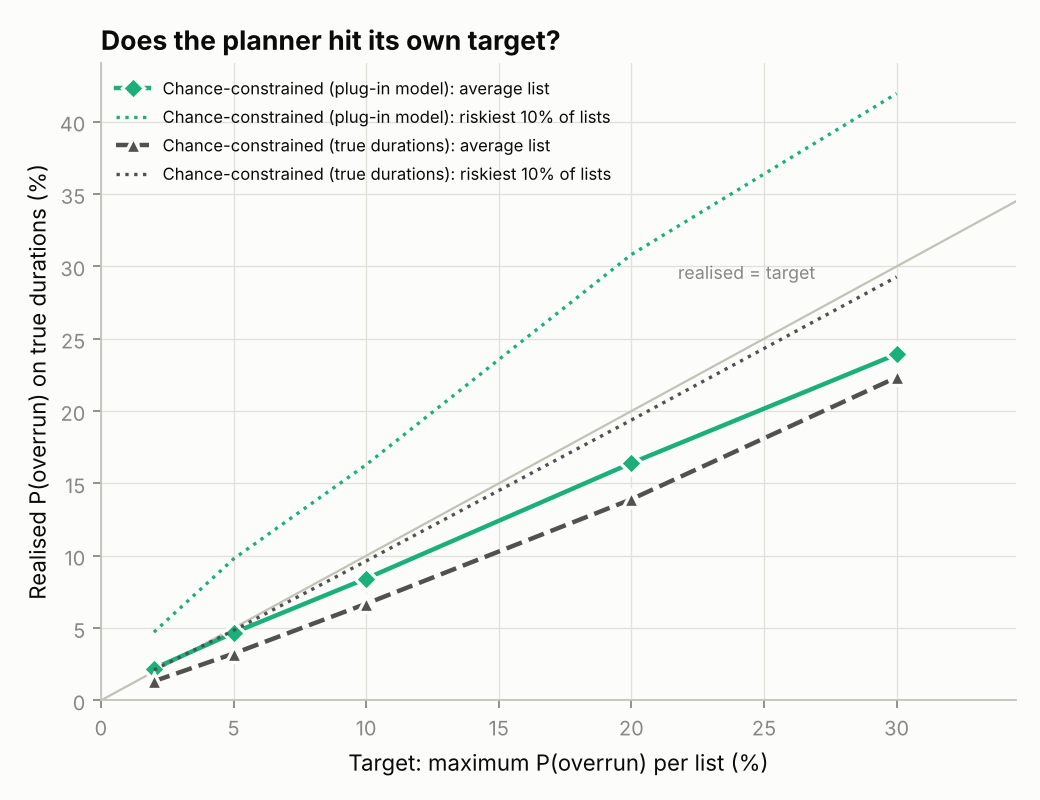 Does the planner hit its own target?
Chance-constrained (plug-in model): average list
Chance-constrained (plug-in model): riskiest 10% of lists
Chance-constrained (true durations): average list
Chance-constrained (true durations): riskiest 10% of lists
realised = target
Realised P(overrun) on true durations (%)
40
35
30
25
20
15
10
5
0
0 5 10 15 20 25 30
Target: maximum P(overrun) per list (%)